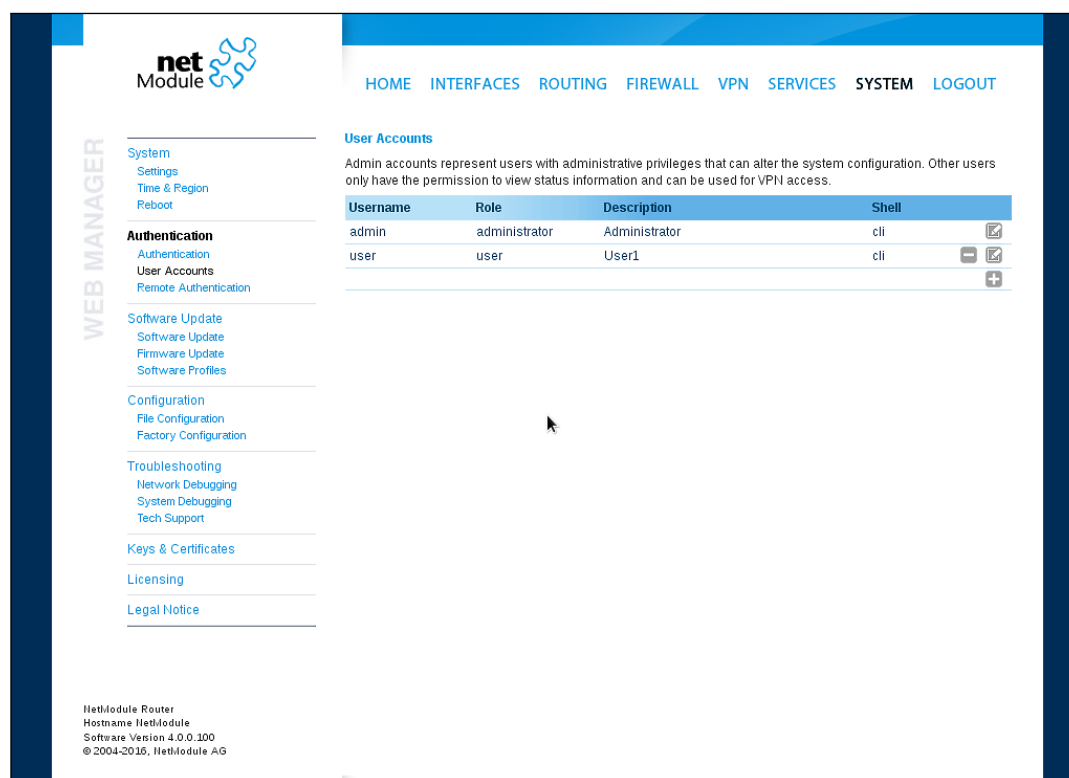 net
Module
HOME INTERFACES ROUTING FIREWALL VPN SERVICES SYSTEM LOGOUT
WEB MANAGER
System
Settings
Time & Region
Reboot
Authentication
Authentication
User Accounts
Remote Authentication
Software Update
Software Update
Firmware Update
Software Profiles
Configuration
File Configuration
Factory Configuration
Troubleshooting
Network Debugging
System Debugging
Tech Support
Keys & Certificates
Licensing
Legal Notice
User Accounts
Admin accounts represent users with administrative privileges that can alter the system configuration. Other users
only have the permission to view status information and can be used for VPN access.
Username Role Description Shell
admin administrator Administrator cli
user user User1 cli
NetModule Router
Hostname NetModule
Software Version 4.0.0.100
© 2004-2016, NetModule AG